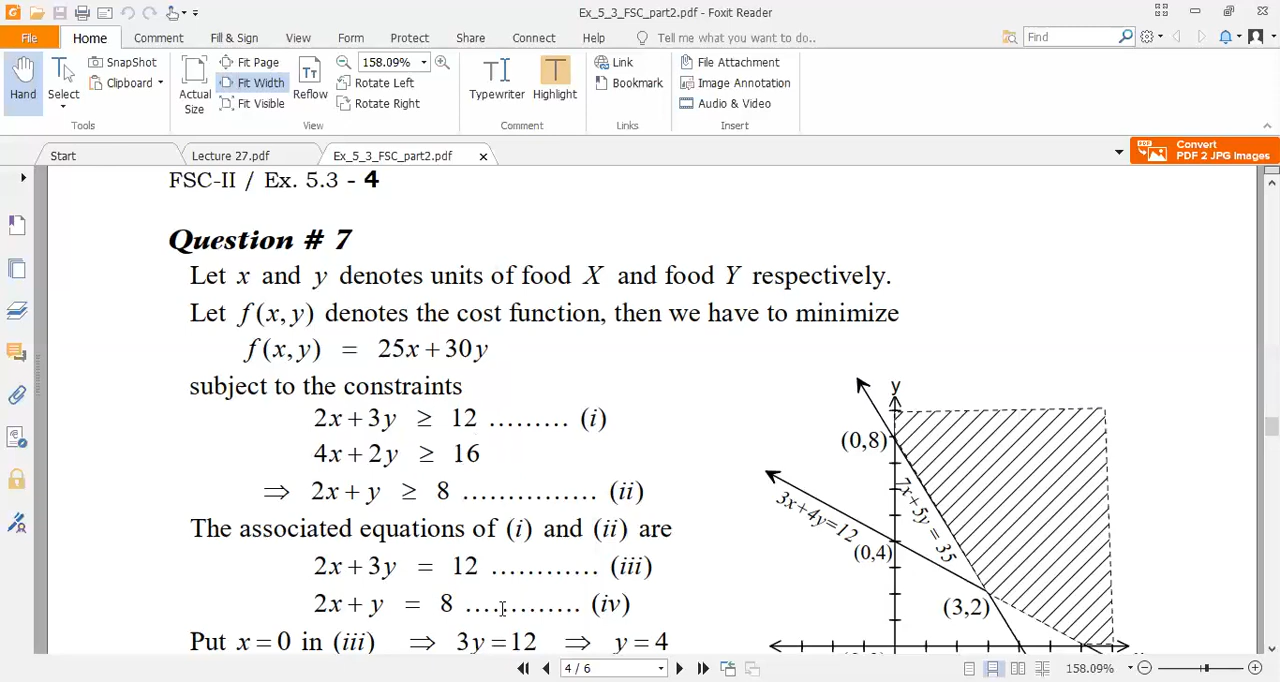 Ex_5_3_FSC_part2.pdf - Foxit Reader
File Home Comment Fill & Sign View Form Protect Share Connect Help Tell me what you want to do.. Find
Hand
Select
SnapShot
Clipboard
Tools
Actual Size
Fit Page
Fit Width
Fit Visible
Reflow
158.09%
Rotate Left
Rotate Right
View
Typewriter
Highlight
Comment
Link
Bookmark
Links
File Attachment
Image Annotation
Audio & Video
Insert
Start Lecture 27.pdf Ex_5_3_FSC_part2.pdf
Convert
PDF 2 JPG Images
FSC-II / Ex. 5.3 - 4
Question # 7
Let x and y denotes units of food X and food Y respectively.
Let f(x, y) denotes the cost function, then we have to minimize
f(x, y) = 25x + 30y
subject to the constraints
2x + 3y ≥ 12 ......... (i)
4x + 2y ≥ 16
⇒ 2x + y ≥ 8 ............... (ii)
The associated equations of (i) and (ii) are
2x + 3y = 12 ............ (iii)
2x + y = 8 ............. (iv)
Put x = 0 in (iii) ⇒ 3y = 12 ⇒ y = 4
y
(0,8)
7x+5y = 35
3x+4y=12
(0,4)
(3,2)
4 / 6
158.09%